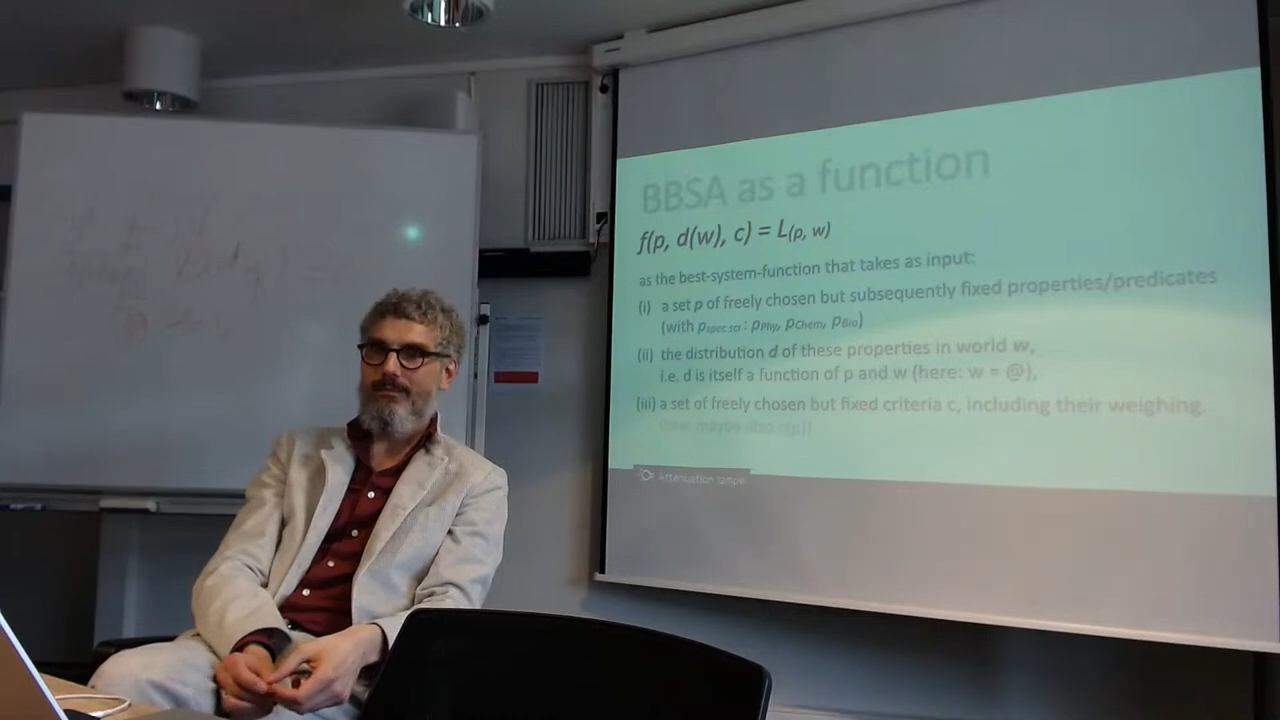 BBSA as a function
f(p, d(w), c) = L(p, w)
as the best-system-function that takes as input:
(i) a set p of freely chosen but subsequently fixed properties/predicates
(with pspec sci : pPhy, pChem, pBio)
(ii) the distribution d of these properties in world w,
i.e. d is itself a function of p and w (here: w = @),
(iii) a set of freely chosen but fixed criteria c, including their weighing.
Atténuation lampe